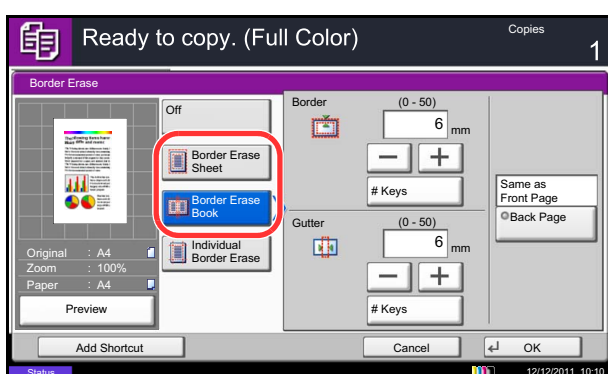 Ready to copy. (Full Color)
Copies
1
Border Erase
Off
Border Erase
Sheet
Border Erase
Book
Individual
Border Erase
Border
(0 - 50)
6 mm
# Keys
Gutter
(0 - 50)
6 mm
# Keys
Same as
Front Page
Back Page
Original : A4
Zoom : 100%
Paper : A4
Preview
Add Shortcut
Cancel
OK
Status
12/12/2011 10:10